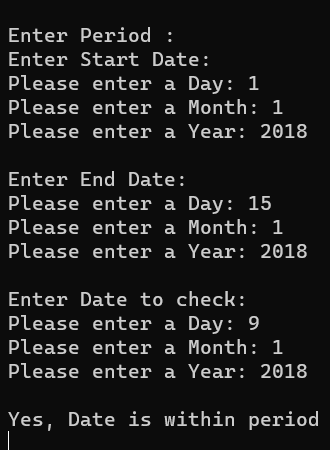 Enter Period :
Enter Start Date:
Please enter a Day: 1
Please enter a Month: 1
Please enter a Year: 2018
Enter End Date:
Please enter a Day: 15
Please enter a Month: 1
Please enter a Year: 2018
Enter Date to check:
Please enter a Day: 9
Please enter a Month: 1
Please enter a Year: 2018
Yes, Date is within period